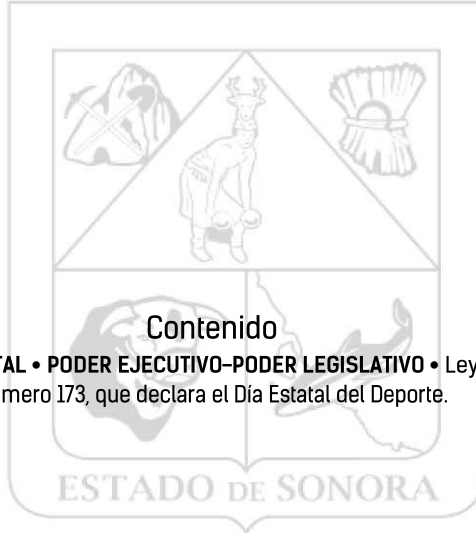 Contenido
TAL • PODER EJECUTIVO-PODER LEGISLATIVO • Ley
mero 173, que declara el Día Estatal del Deporte.
ESTADO DE SONORA